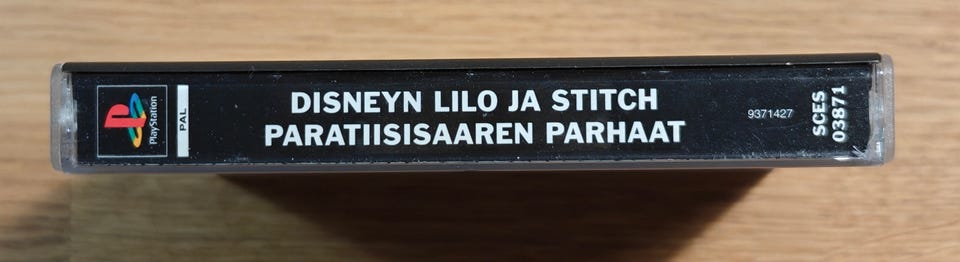 PlayStation
PAL
DISNEYN LILO JA STITCH
PARATIISISAAREN PARHAAT
9371427
SCES
03871